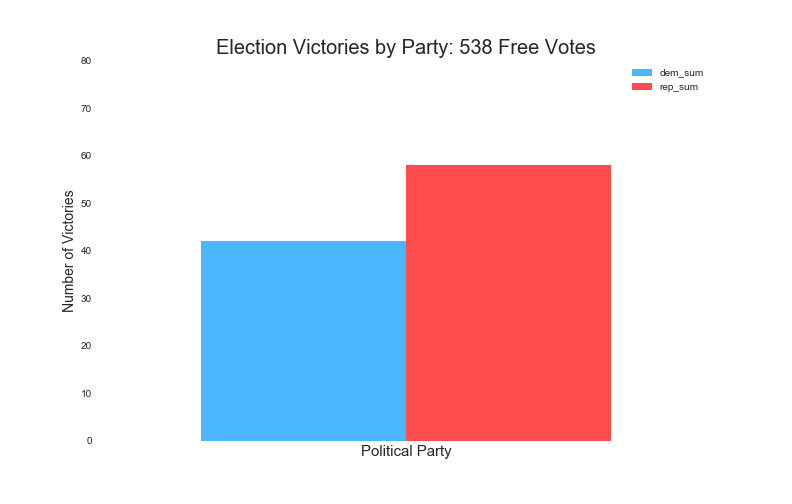 Election Victories by Party: 538 Free Votes
dem_sum
rep_sum
80
70
60
50
40
30
20
10
0
Number of Victories
Political Party